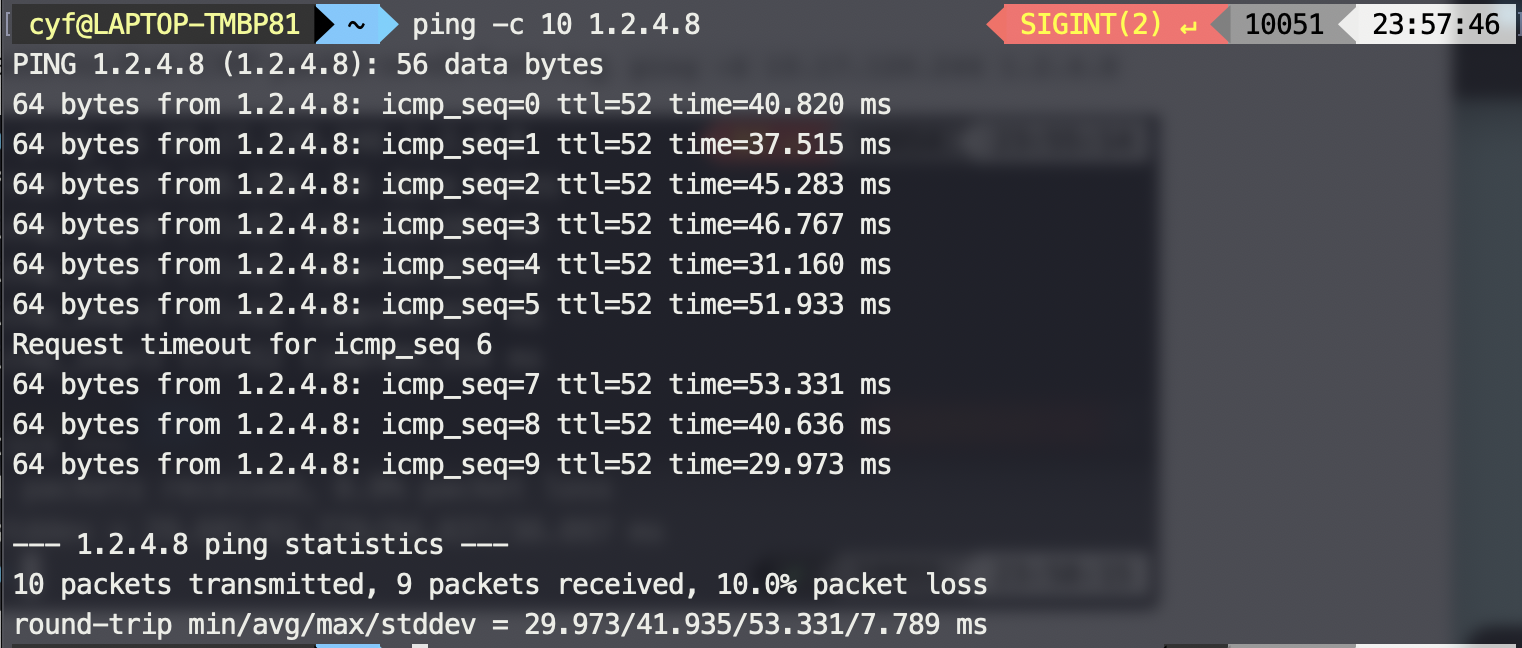 cyf@LAPTOP-TMBP81 ~ ping -c 10 1.2.4.8 SIGINT(2) ↵ 10051 23:57:46
PING 1.2.4.8 (1.2.4.8): 56 data bytes
64 bytes from 1.2.4.8: icmp_seq=0 ttl=52 time=40.820 ms
64 bytes from 1.2.4.8: icmp_seq=1 ttl=52 time=37.515 ms
64 bytes from 1.2.4.8: icmp_seq=2 ttl=52 time=45.283 ms
64 bytes from 1.2.4.8: icmp_seq=3 ttl=52 time=46.767 ms
64 bytes from 1.2.4.8: icmp_seq=4 ttl=52 time=31.160 ms
64 bytes from 1.2.4.8: icmp_seq=5 ttl=52 time=51.933 ms
Request timeout for icmp_seq 6
64 bytes from 1.2.4.8: icmp_seq=7 ttl=52 time=53.331 ms
64 bytes from 1.2.4.8: icmp_seq=8 ttl=52 time=40.636 ms
64 bytes from 1.2.4.8: icmp_seq=9 ttl=52 time=29.973 ms
--- 1.2.4.8 ping statistics ---
10 packets transmitted, 9 packets received, 10.0% packet loss
round-trip min/avg/max/stddev = 29.973/41.935/53.331/7.789 ms